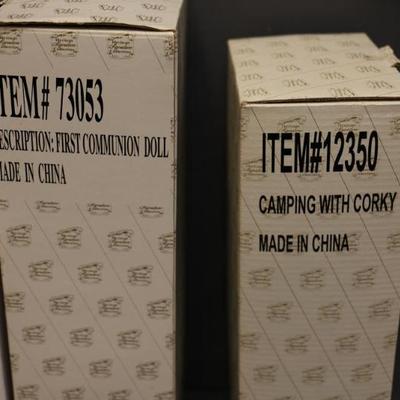 TEM# 73053
ESCRIPTION: FIRST COMMUNION DOLL
MADE IN CHINA
ITEM#12350
CAMPING WITH CORKY
MADE IN CHINA